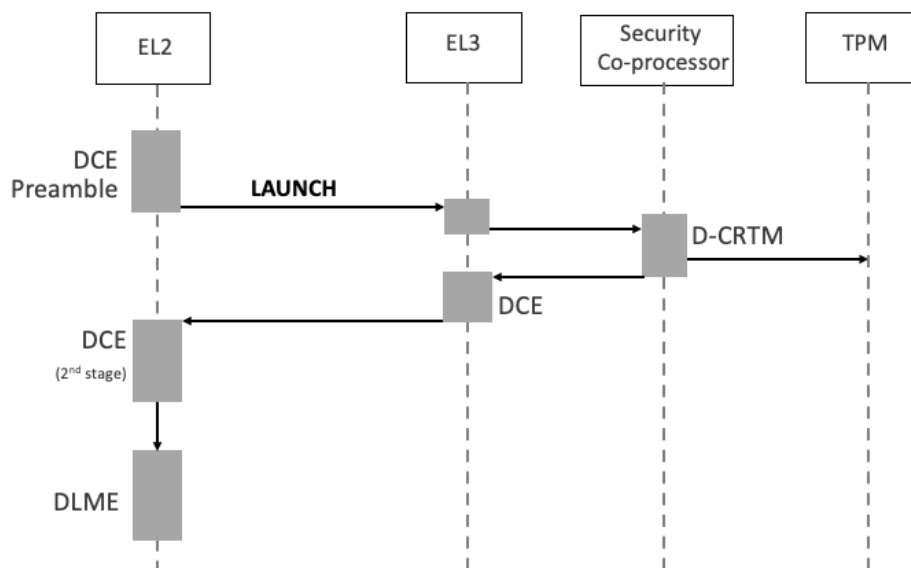 EL2
EL3
Security
Co-processor
TPM
DCE
Preamble
LAUNCH
D-CRTM
DCE
DCE
(2nd stage)
DLME